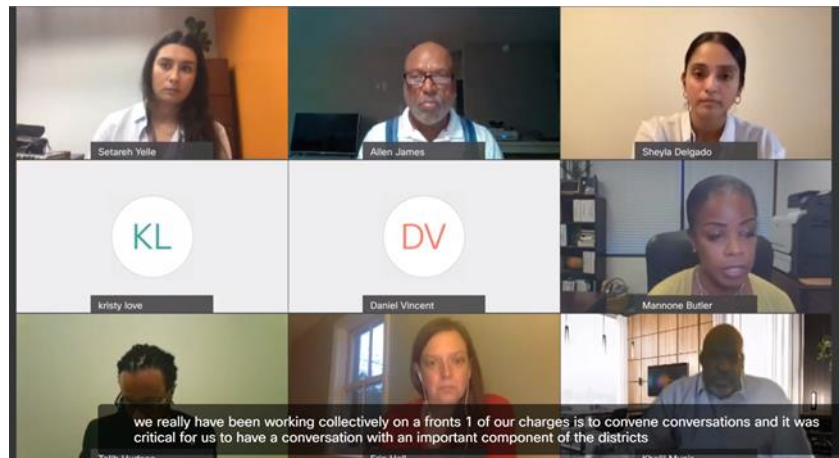 Setareh Yelle
Allen James
Sheyla Delgado
KL
kristy love
DV
Daniel Vincent
Mannone Butler
we really have been working collectively on a fronts 1 of our charges is to convene conversations and it was
critical for us to have a conversation with an important component of the districts